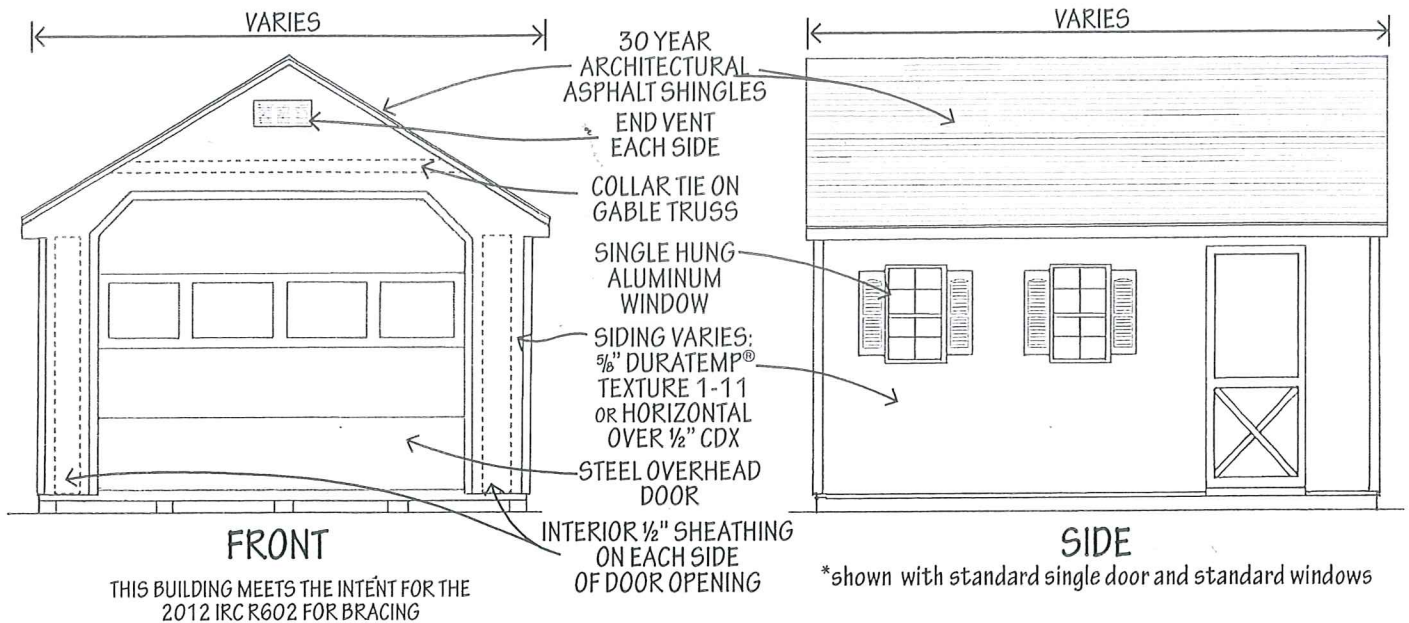 VARIES
VARIES
30 YEAR
ARCHITECTURAL
ASPHALT SHINGLES
END VENT
EACH SIDE
COLLAR TIE ON
GABLE TRUSS
SINGLE HUNG
ALUMINUM
WINDOW
SIDING VARIES:
⅝" DURATEMP®
TEXTURE 1-11
OR HORIZONTAL
OVER ½" CDX
STEEL OVERHEAD
DOOR
INTERIOR ½" SHEATHING
ON EACH SIDE
OF DOOR OPENING
FRONT
THIS BUILDING MEETS THE INTENT FOR THE
2012 IRC R602 FOR BRACING
SIDE
*shown with standard single door and standard windows